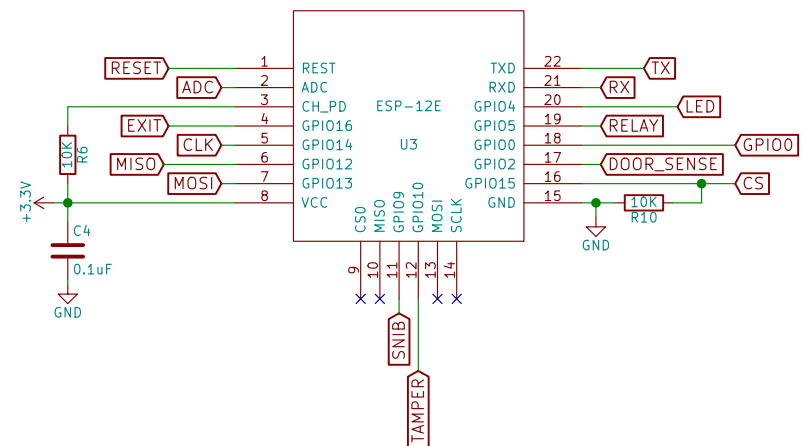 RESET 1 REST TXD 22 TX
ADC 2 ADC RXD 21 RX
3 CH_PD ESP-12E GPIO4 20 LED
EXIT 4 GPIO16 GPIO5 19 RELAY
CLK 5 GPIO14 U3 GPIO0 18 GPIO0
MISO 6 GPIO12 GPIO2 17 DOOR_SENSE
MOSI 7 GPIO13 GPIO15 16 CS
8 VCC GND 15
10K
R6
+3.3V
C4
0.1uF
GND
10K
R10
GND
CS0
MISO
GPIO9
GPIO10
MOSI
SCLK
9
10
11
12
13
14
SNIB
TAMPER